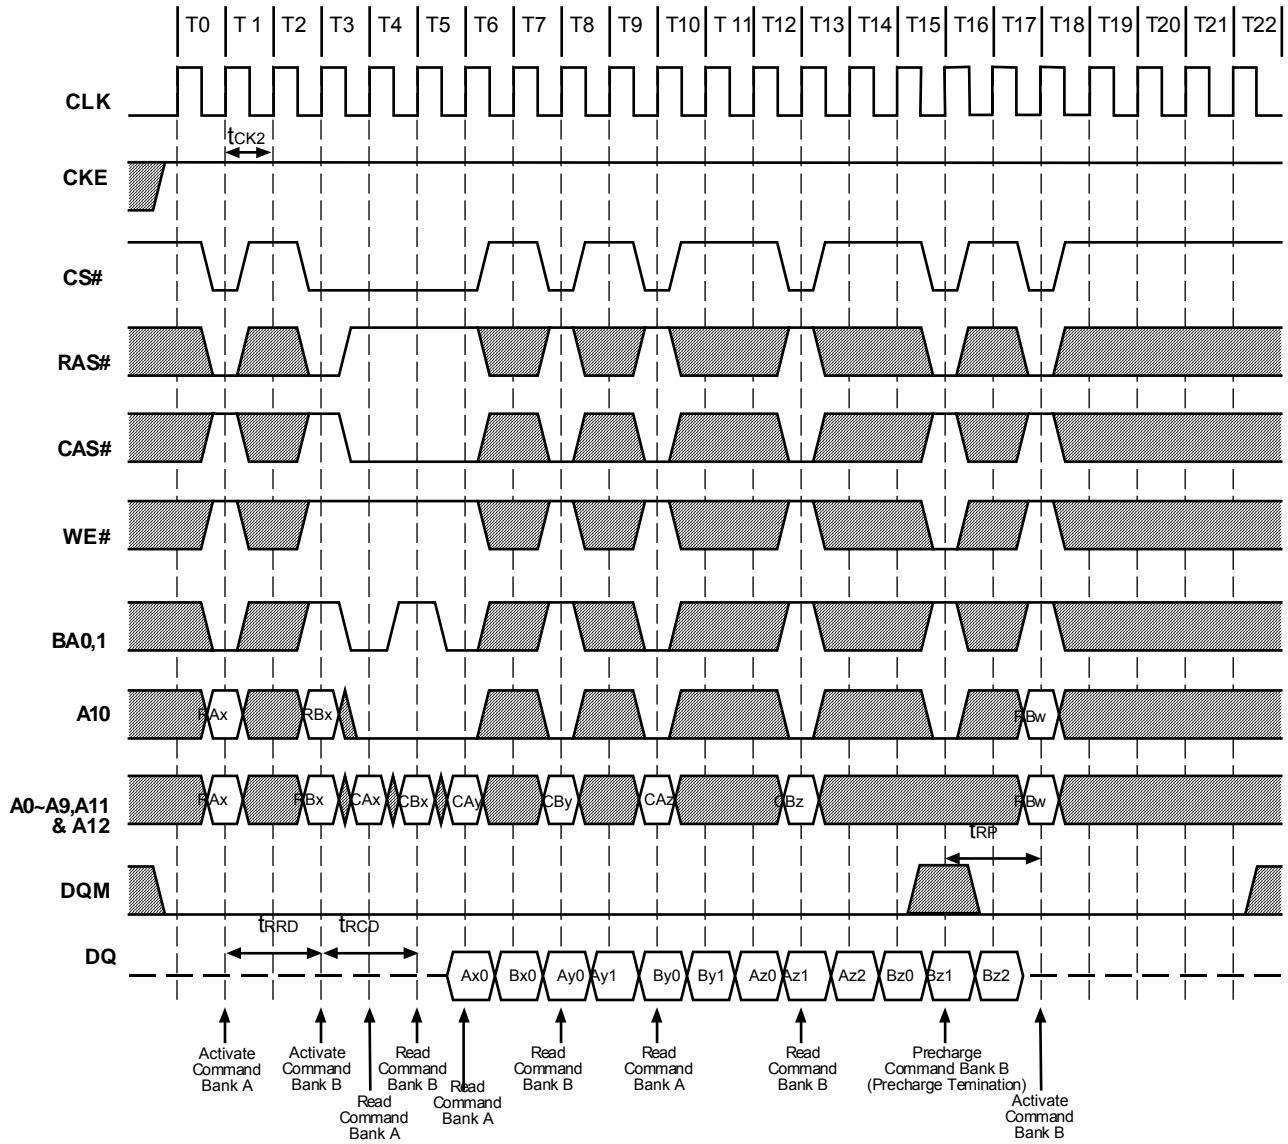 T0 T 1 T2 T3 T4 T5 T6 T7 T8 T9 T10 T 11 T12 T13 T14 T15 T16 T17 T18 T19 T20 T21 T22
CLK
tCK2
CKE
CS#
RAS#
CAS#
WE#
BA0,1
A10
RAx RBx RBw
A0~A9,A11
& A12
RAx RBx CAx CBx CAy CBy CAz CBz RBw
tRP
DQM
tRRD tRCD
DQ
Ax0 Bx0 Ay0 Ay1 By0 By1 Az0 Az1 Az2 Bz0 Bz1 Bz2
Activate
Command
Bank A
Activate
Command
Bank B
Read
Command
Bank A
Read
Command
Bank B
Read
Command
Bank A
Read
Command
Bank B
Read
Command
Bank A
Read
Command
Bank B
Precharge
Command Bank B
(Precharge Temination)
Activate
Command
Bank B